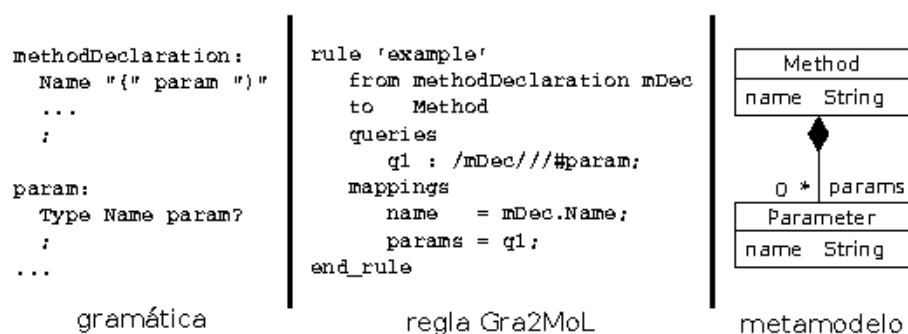 methodDeclaration:
Name "(" param ")"
...
;
param:
Type Name param?
;
...
gramática
rule 'example'
from methodDeclaration mDec
to Method
queries
q1 : /mDec///#param;
mappings
name = mDec.Name;
params = q1;
end_rule
regla Gra2MoL
Method
name String
0 * params
Parameter
name String
metamodelo